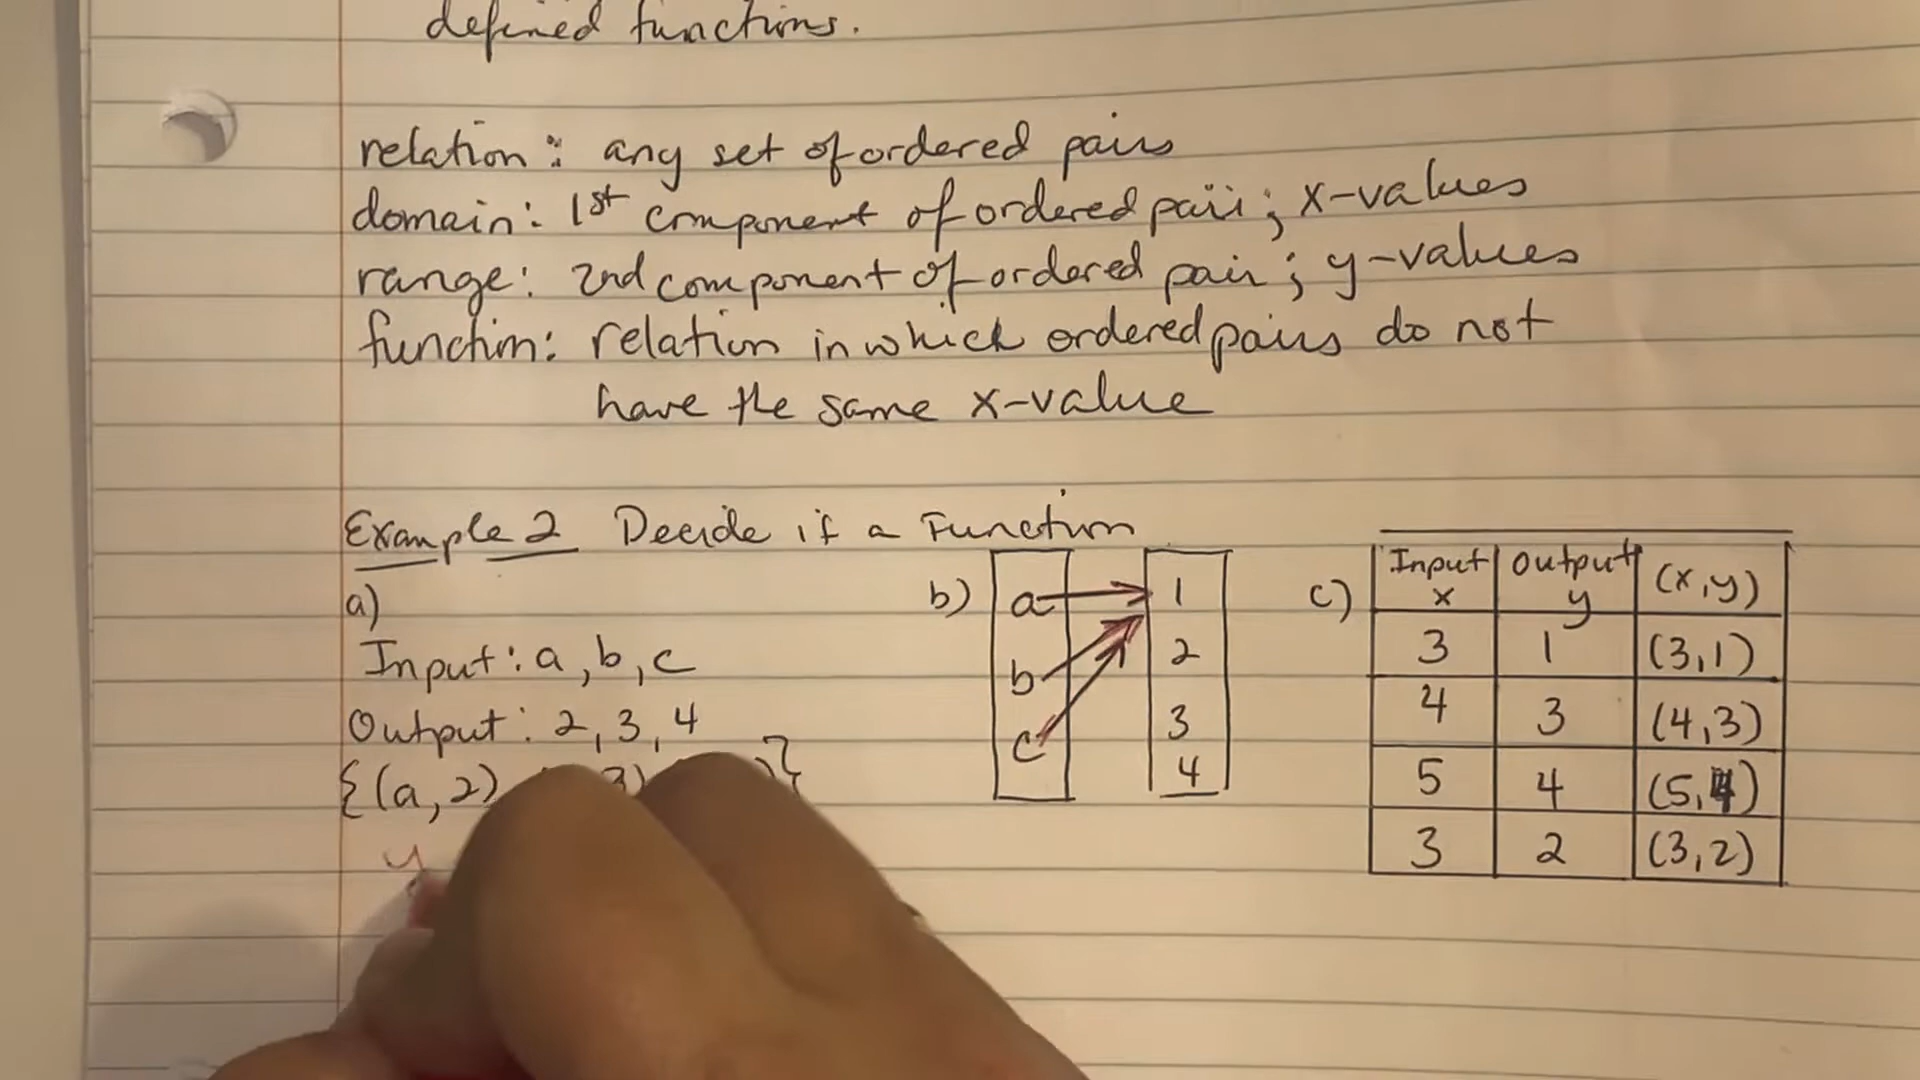 defined functions.
relation: any set of ordered pairs
domain: 1st component of ordered pair; x-values
range: 2nd component of ordered pair; y-values
function: relation in which ordered pairs do not
have the same x-value
Example 2 Decide if a Function
a)
Input: a, b, c
Output: 2, 3, 4
{(a, 2) 3) )}
y
b)
a 1
b 2
c 3
4
c)
Input x Output y (x, y)
3 1 (3, 1)
4 3 (4, 3)
5 4 (5, 4)
3 2 (3, 2)